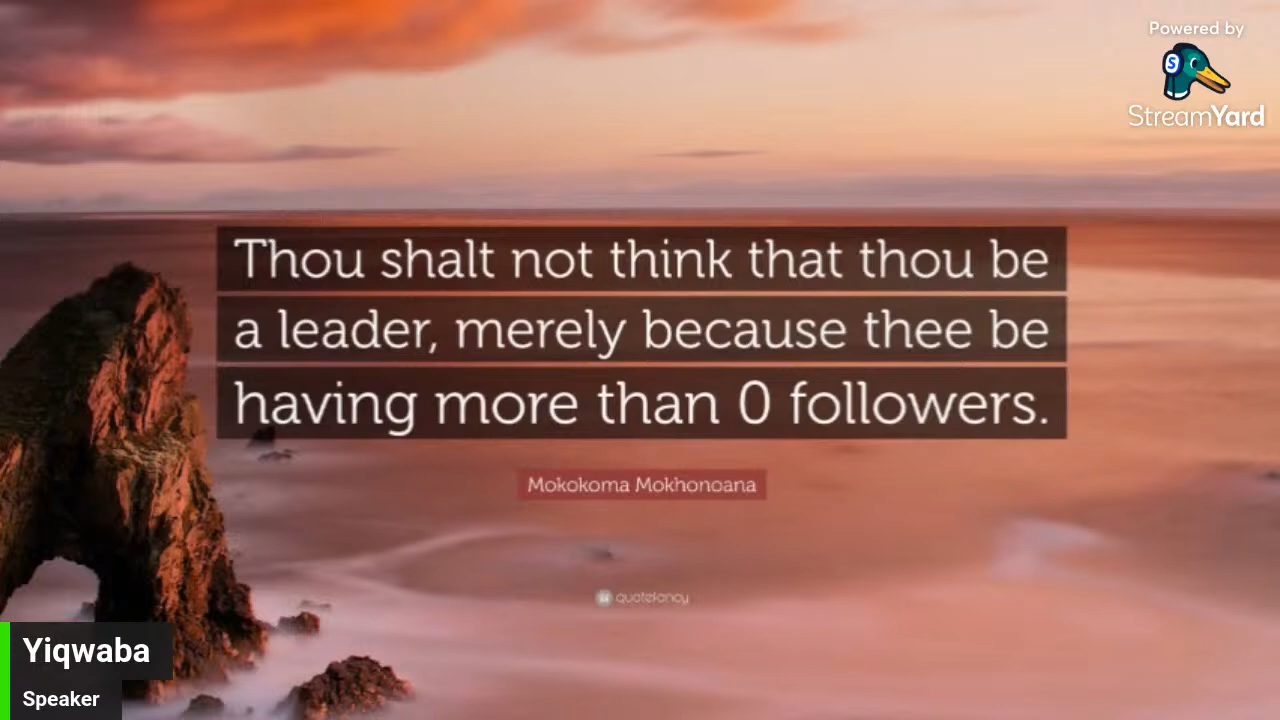 Powered by
StreamYard
Thou shalt not think that thou be
a leader, merely because thee be
having more than 0 followers.
Mokokoma Mokhonoana
quotefancy
Yiqwaba
Speaker